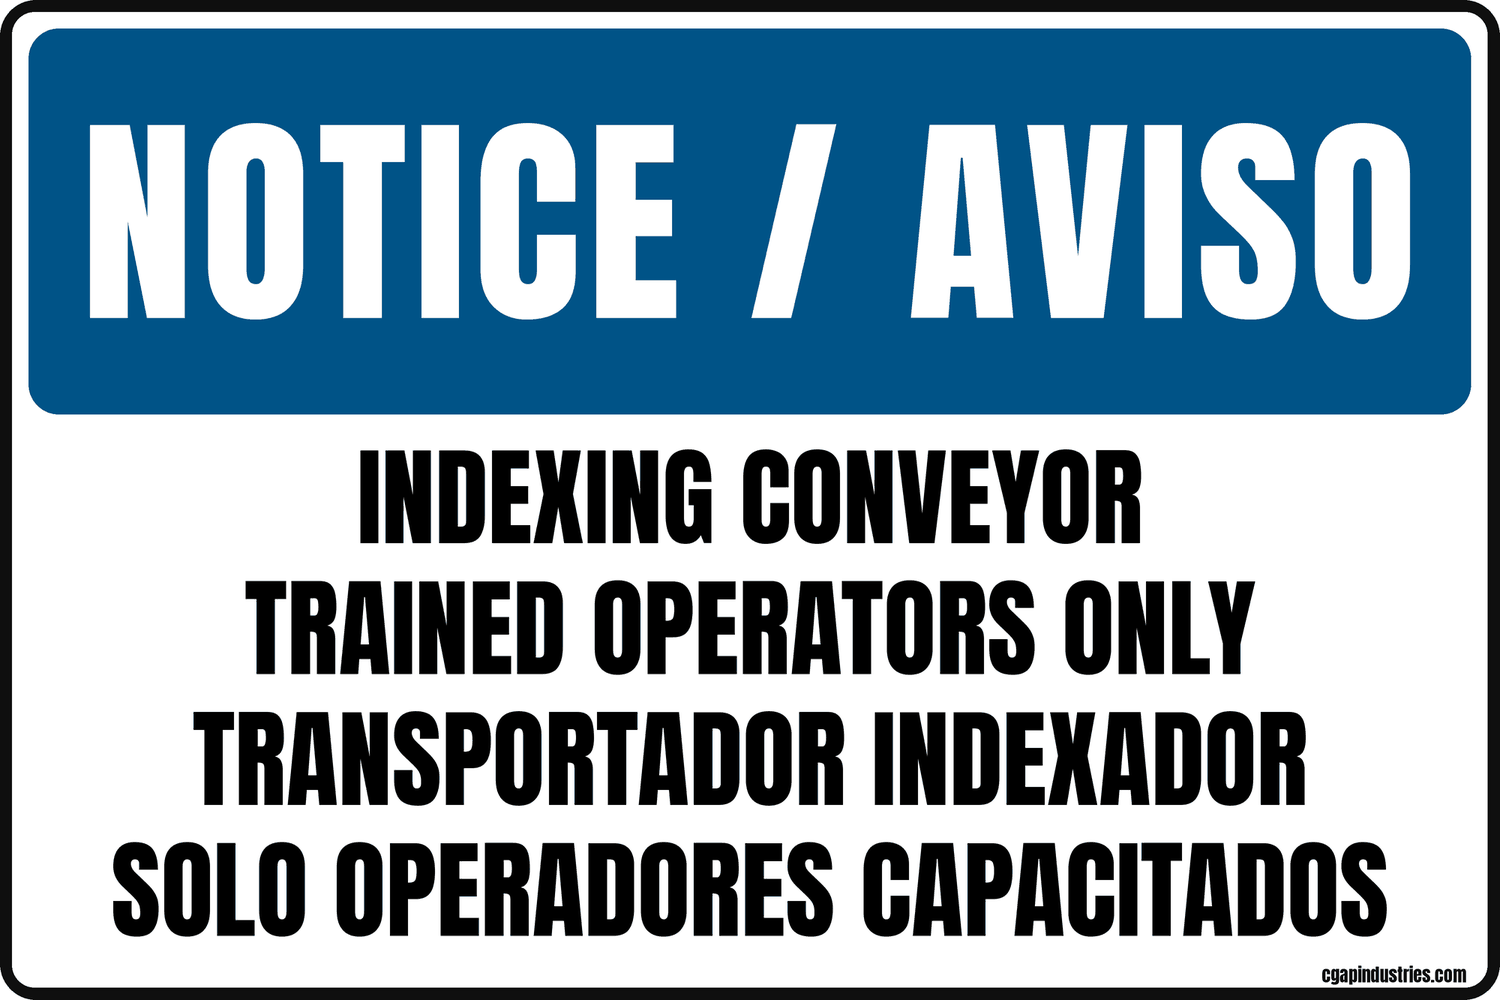 NOTICE / AVISO
INDEXING CONVEYOR
TRAINED OPERATORS ONLY
TRANSPORTADOR INDEXADOR
SOLO OPERADORES CAPACITADOS
cgapindustries.com